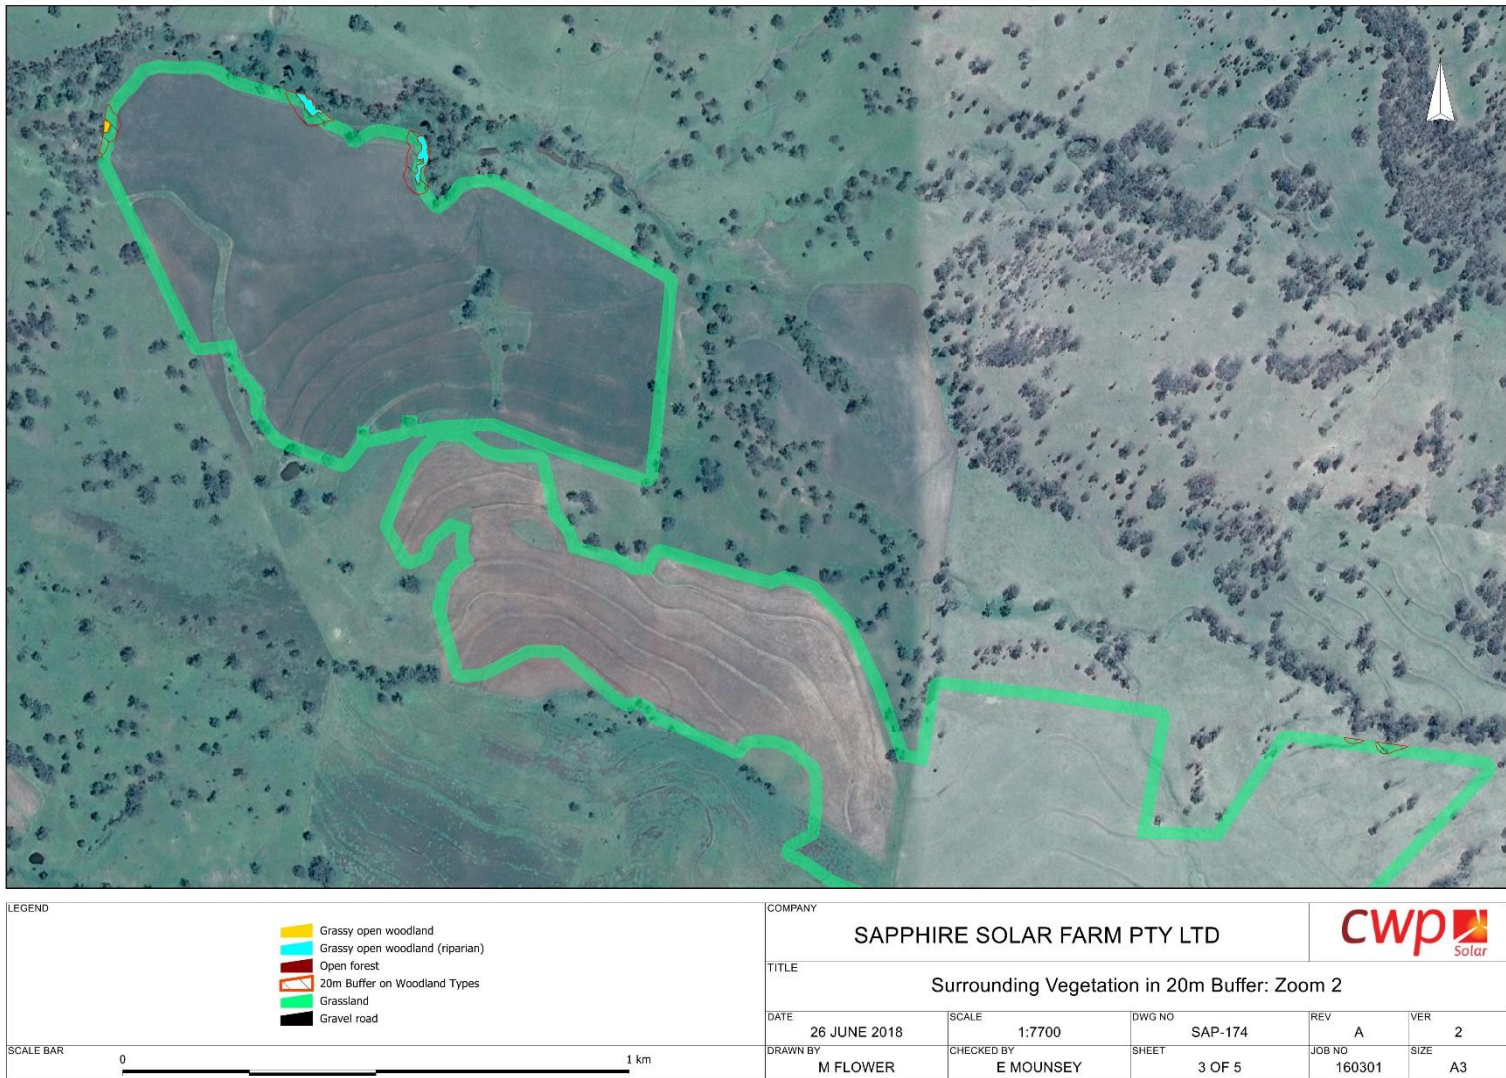 LEGEND
Grassy open woodland
Grassy open woodland (riparian)
Open forest
20m Buffer on Woodland Types
Grassland
Gravel road
SCALE BAR
0 1 km
COMPANY
SAPPHIRE SOLAR FARM PTY LTD
cwp
Solar
TITLE
Surrounding Vegetation in 20m Buffer: Zoom 2
DATE SCALE DWG NO REV VER
26 JUNE 2018 1:7700 SAP-174 A 2
DRAWN BY CHECKED BY SHEET JOB NO SIZE
M FLOWER E MOUNSEY 3 OF 5 160301 A3